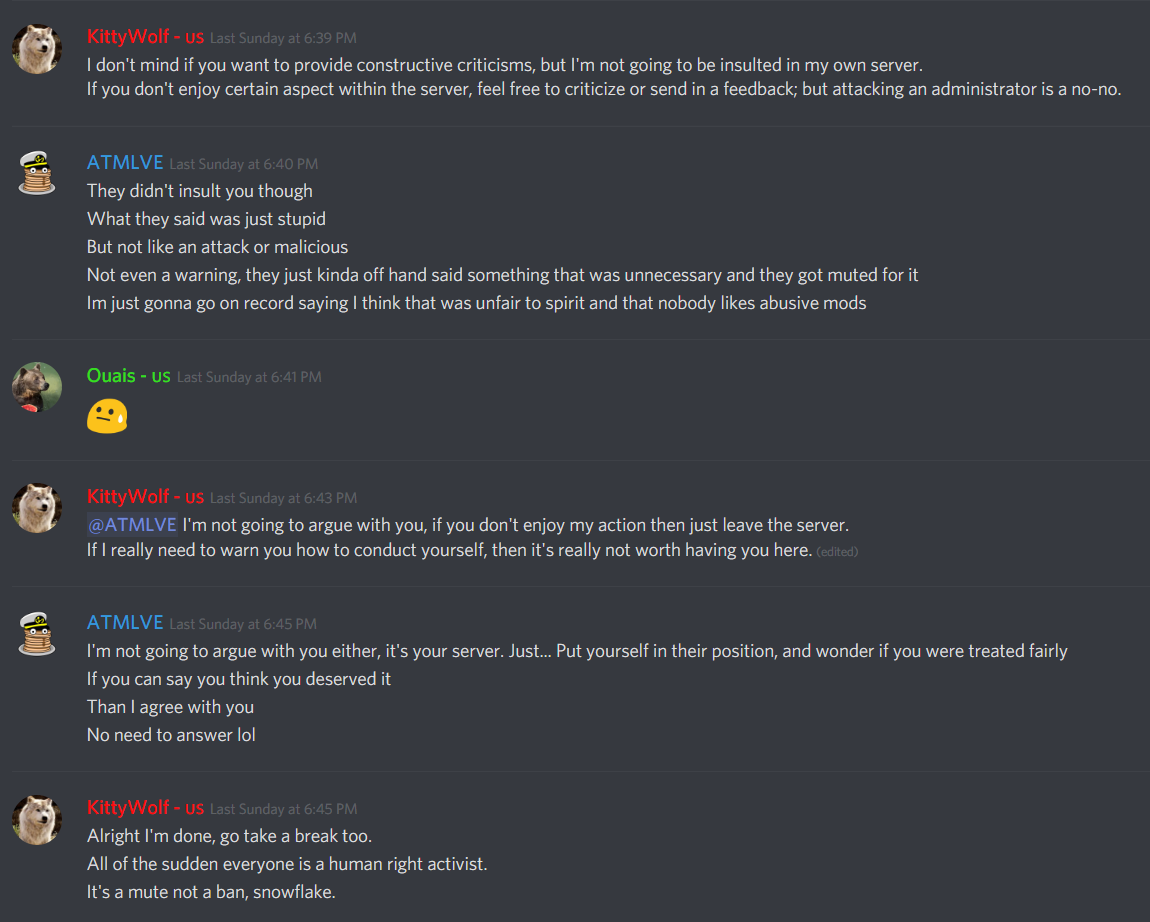 KittyWolf - us Last Sunday at 6:39 PM
I don't mind if you want to provide constructive criticisms, but I'm not going to be insulted in my own server.
If you don't enjoy certain aspect within the server, feel free to criticize or send in a feedback; but attacking an administrator is a no-no.
ATMLVE Last Sunday at 6:40 PM
They didn't insult you though
What they said was just stupid
But not like an attack or malicious
Not even a warning, they just kinda off hand said something that was unnecessary and they got muted for it
Im just gonna go on record saying I think that was unfair to spirit and that nobody likes abusive mods
Ouais - us Last Sunday at 6:41 PM
KittyWolf - us Last Sunday at 6:43 PM
@ATMLVE I'm not going to argue with you, if you don't enjoy my action then just leave the server.
If I really need to warn you how to conduct yourself, then it's really not worth having you here. (edited)
ATMLVE Last Sunday at 6:45 PM
I'm not going to argue with you either, it's your server. Just... Put yourself in their position, and wonder if you were treated fairly
If you can say you think you deserved it
Than I agree with you
No need to answer lol
KittyWolf - us Last Sunday at 6:45 PM
Alright I'm done, go take a break too.
All of the sudden everyone is a human right activist.
It's a mute not a ban, snowflake.